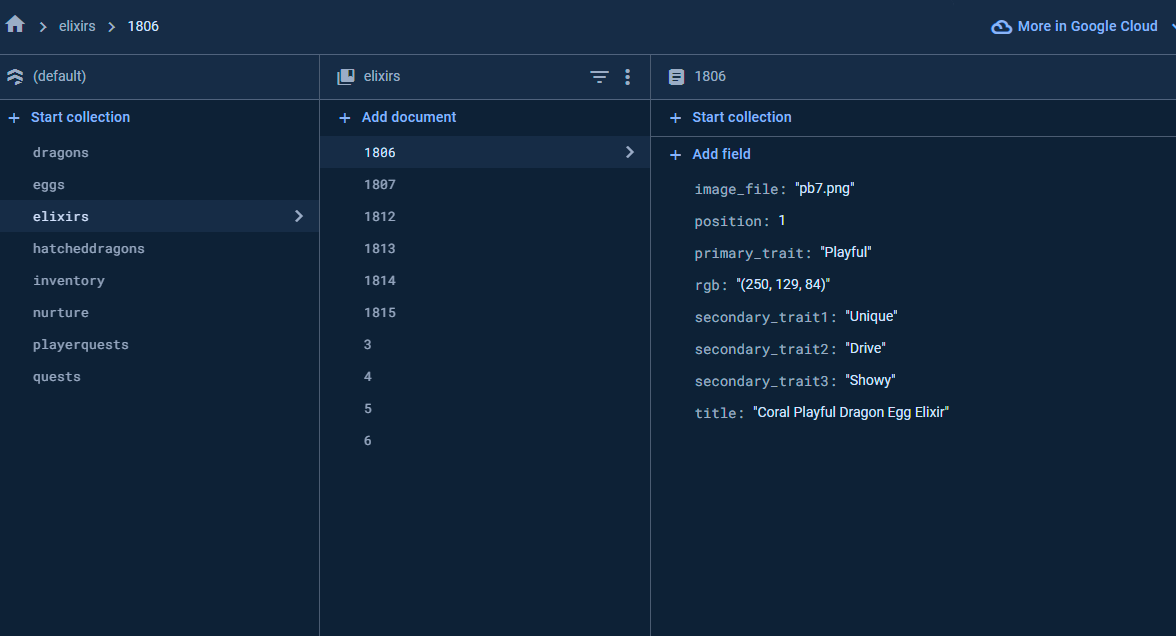 elixirs > 1806
More in Google Cloud
(default)
+ Start collection
dragons
eggs
elixirs
hatcheddragons
inventory
nurture
playerquests
quests
elixirs
+ Add document
1806
1807
1812
1813
1814
1815
3
4
5
6
1806
+ Start collection
+ Add field
image_file: "pb7.png"
position: 1
primary_trait: "Playful"
rgb: "(250, 129, 84)"
secondary_trait1: "Unique"
secondary_trait2: "Drive"
secondary_trait3: "Showy"
title: "Coral Playful Dragon Egg Elixir"